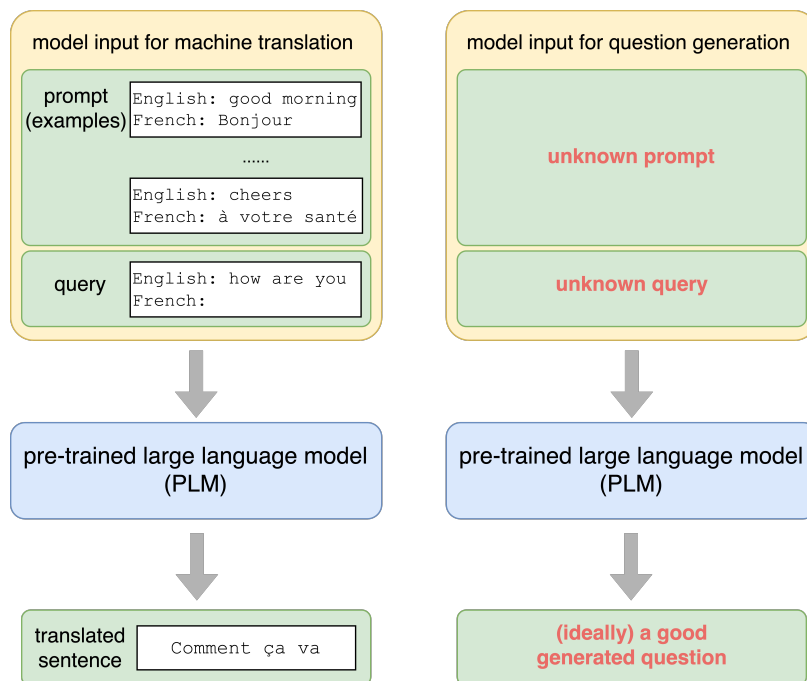 model input for machine translation
prompt
(examples)
English: good morning
French: Bonjour
......
English: cheers
French: à votre santé
query
English: how are you
French:
pre-trained large language model
(PLM)
translated
sentence
Comment ça va
model input for question generation
unknown prompt
unknown query
pre-trained large language model
(PLM)
(ideally) a good
generated question